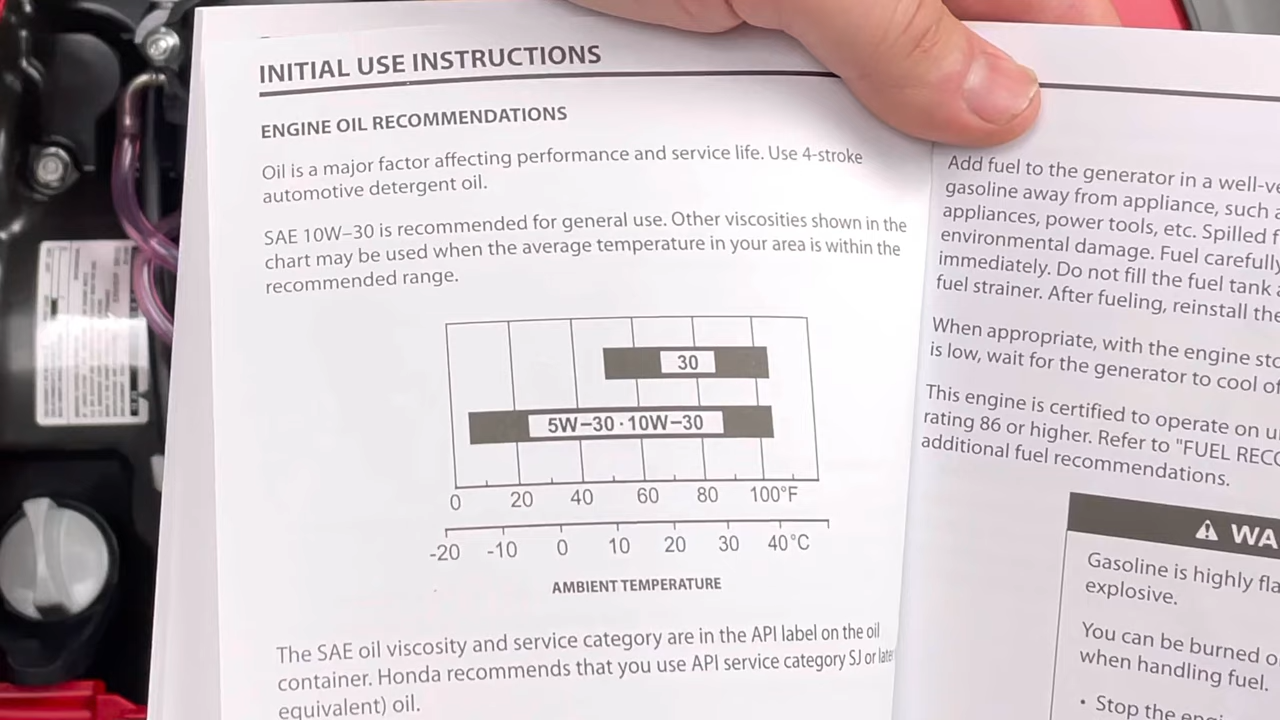 INITIAL USE INSTRUCTIONS
ENGINE OIL RECOMMENDATIONS
Oil is a major factor affecting performance and service life. Use 4-stroke
automotive detergent oil.
SAE 10W–30 is recommended for general use. Other viscosities shown in the
chart may be used when the average temperature in your area is within the
recommended range.
30
5W–30 · 10W–30
0 20 40 60 80 100°F
-20 -10 0 10 20 30 40°C
AMBIENT TEMPERATURE
The SAE oil viscosity and service category are in the API label on the oil
container. Honda recommends that you use API service category SJ or later
equivalent) oil.
Add fuel to the generator in a well-ve
gasoline away from appliance, such
appliances, power tools, etc. Spilled f
environmental damage. Fuel carefully
immediately. Do not fill the fuel tank
fuel strainer. After fueling, reinstall the
When appropriate, with the engine sto
is low, wait for the generator to cool of
This engine is certified to operate on u
rating 86 or higher. Refer to "FUEL RECO
additional fuel recommendations.
WA
Gasoline is highly fla
explosive.
You can be burned o
when handling fuel.
• Stop the engi